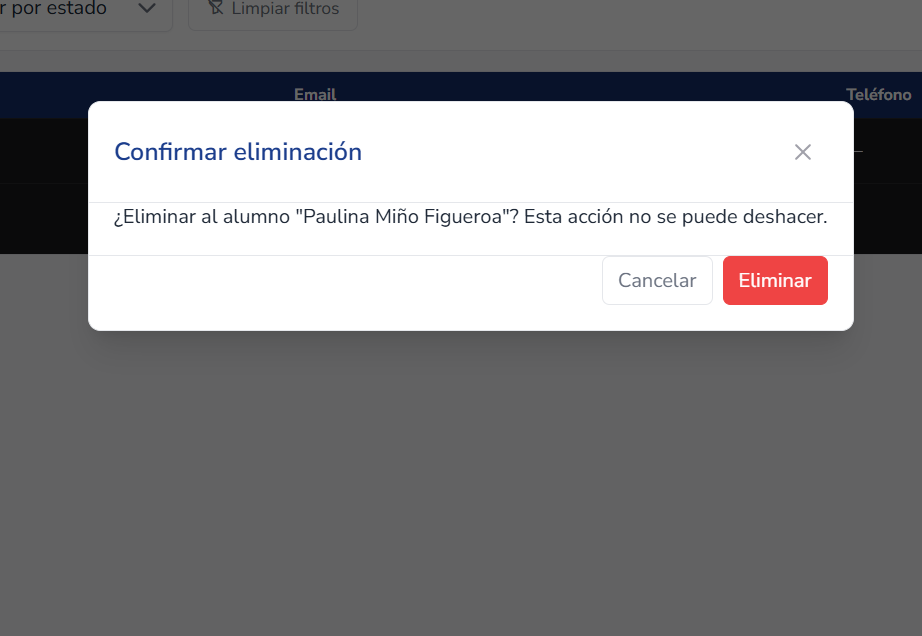 r por estado
Limpiar filtros
Email
Teléfono
Confirmar eliminación
—
¿Eliminar al alumno "Paulina Miño Figueroa"? Esta acción no se puede deshacer.
Cancelar
Eliminar